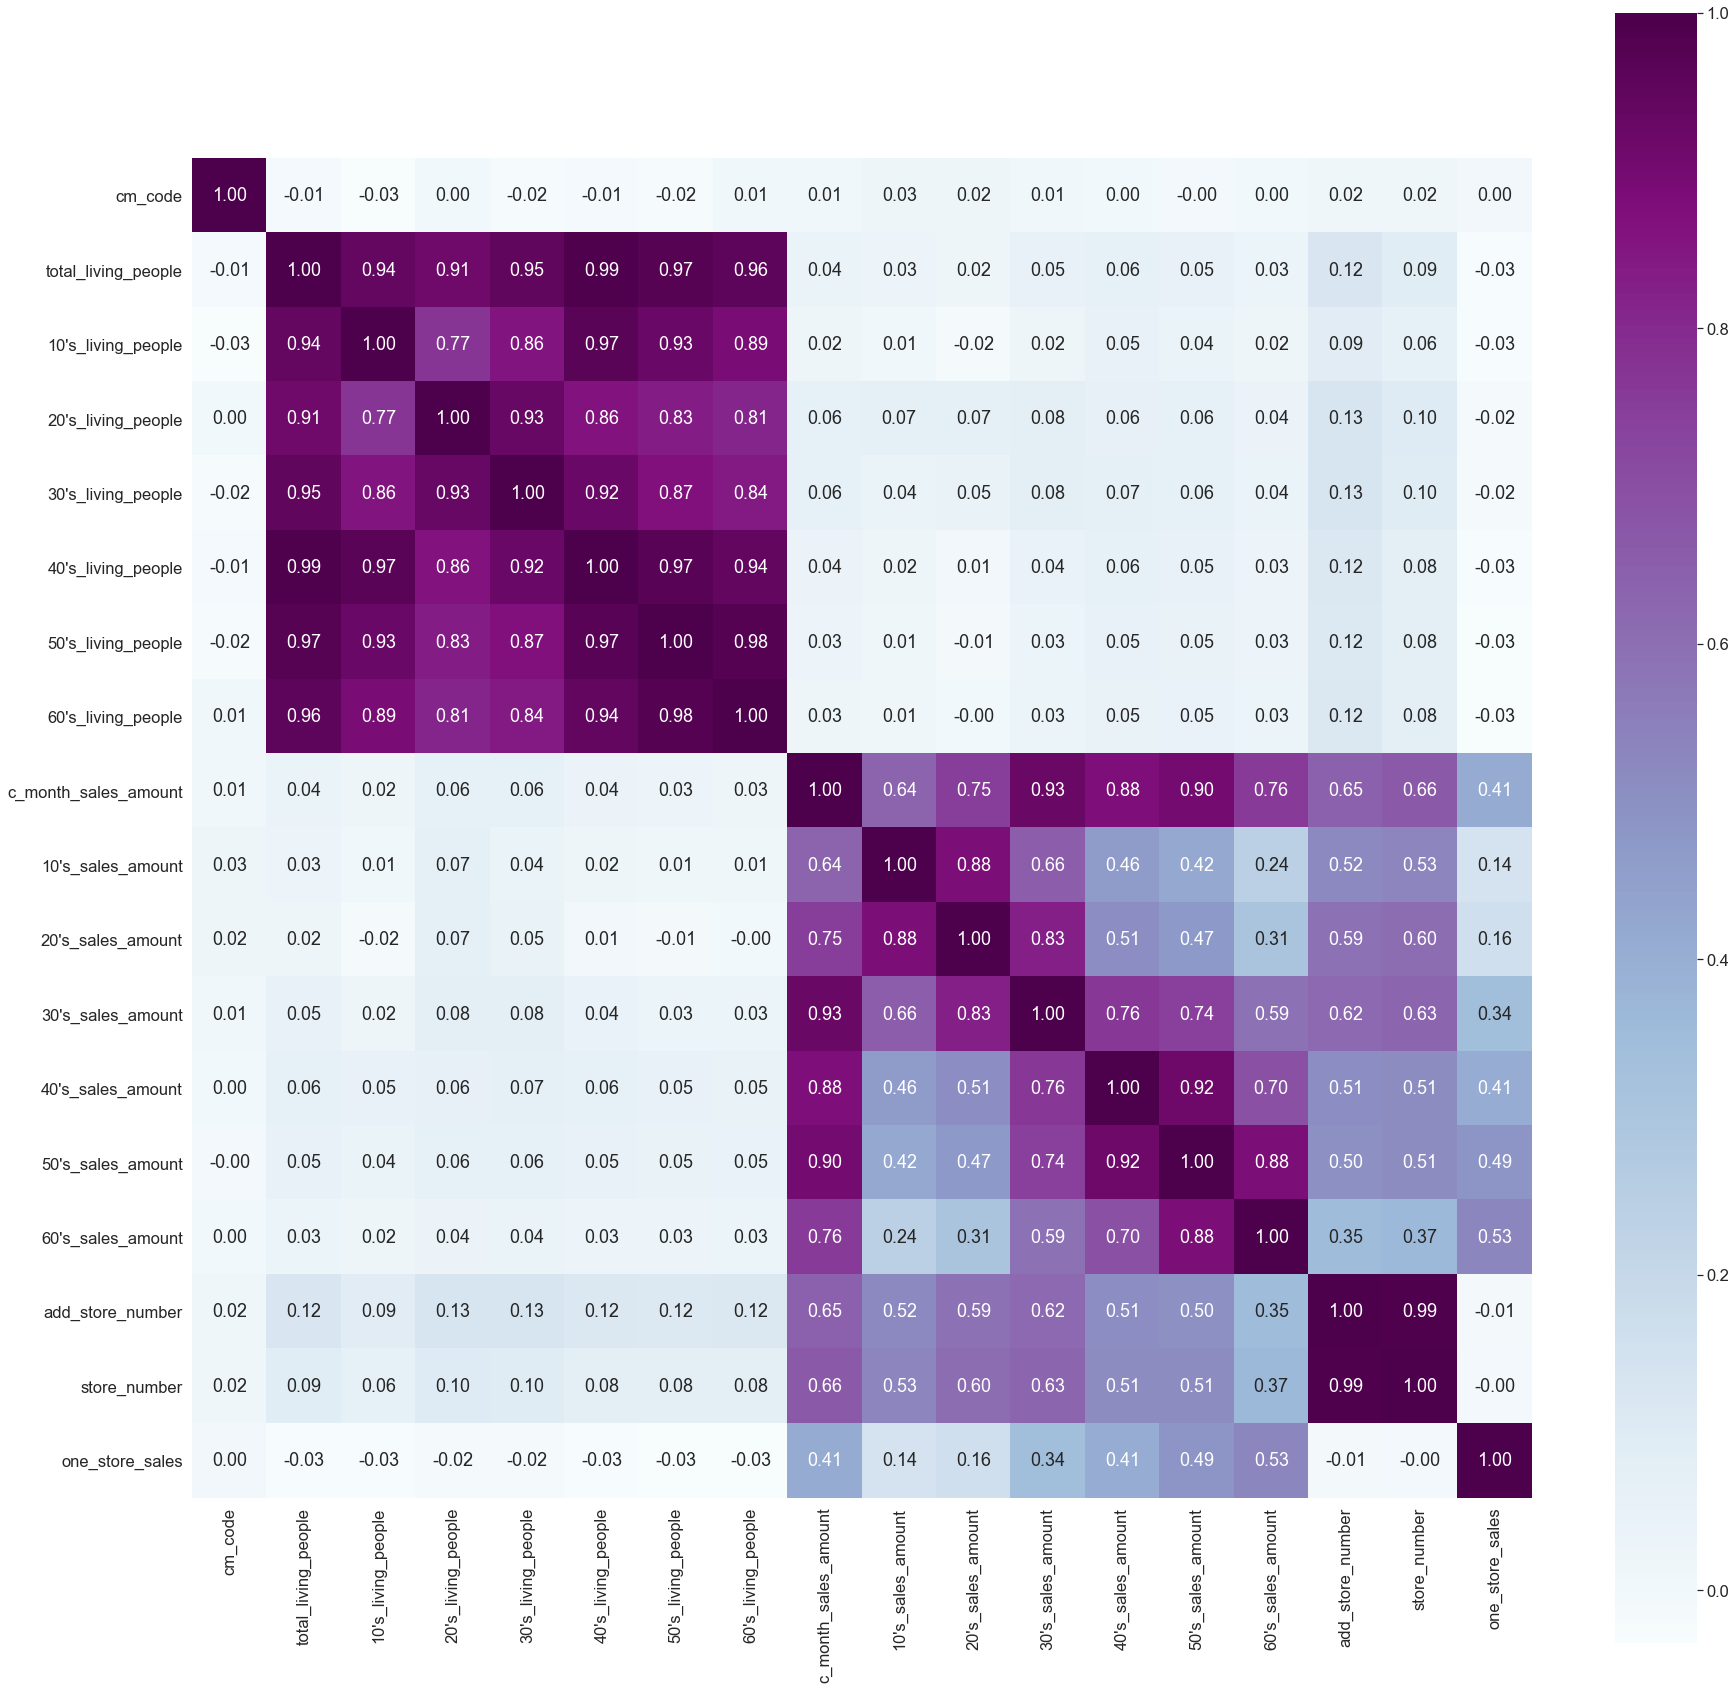 1.0
cm_code 1.00 -0.01 -0.03 0.00 -0.02 -0.01 -0.02 0.01 0.01 0.03 0.02 0.01 0.00 -0.00 0.00 0.02 0.02 0.00
total_living_people -0.01 1.00 0.94 0.91 0.95 0.99 0.97 0.96 0.04 0.03 0.02 0.05 0.06 0.05 0.03 0.12 0.09 -0.03
0.8
10's_living_people -0.03 0.94 1.00 0.77 0.86 0.97 0.93 0.89 0.02 0.01 -0.02 0.02 0.05 0.04 0.02 0.09 0.06 -0.03
20's_living_people 0.00 0.91 0.77 1.00 0.93 0.86 0.83 0.81 0.06 0.07 0.07 0.08 0.06 0.06 0.04 0.13 0.10 -0.02
30's_living_people -0.02 0.95 0.86 0.93 1.00 0.92 0.87 0.84 0.06 0.04 0.05 0.08 0.07 0.06 0.04 0.13 0.10 -0.02
40's_living_people -0.01 0.99 0.97 0.86 0.92 1.00 0.97 0.94 0.04 0.02 0.01 0.04 0.06 0.05 0.03 0.12 0.08 -0.03
50's_living_people -0.02 0.97 0.93 0.83 0.87 0.97 1.00 0.98 0.03 0.01 -0.01 0.03 0.05 0.05 0.03 0.12 0.08 -0.03
0.6
60's_living_people 0.01 0.96 0.89 0.81 0.84 0.94 0.98 1.00 0.03 0.01 -0.00 0.03 0.05 0.05 0.03 0.12 0.08 -0.03
c_month_sales_amount 0.01 0.04 0.02 0.06 0.06 0.04 0.03 0.03 1.00 0.64 0.75 0.93 0.88 0.90 0.76 0.65 0.66 0.41
10's_sales_amount 0.03 0.03 0.01 0.07 0.04 0.02 0.01 0.01 0.64 1.00 0.88 0.66 0.46 0.42 0.24 0.52 0.53 0.14
20's_sales_amount 0.02 0.02 -0.02 0.07 0.05 0.01 -0.01 -0.00 0.75 0.88 1.00 0.83 0.51 0.47 0.31 0.59 0.60 0.16
0.4
30's_sales_amount 0.01 0.05 0.02 0.08 0.08 0.04 0.03 0.03 0.93 0.66 0.83 1.00 0.76 0.74 0.59 0.62 0.63 0.34
40's_sales_amount 0.00 0.06 0.05 0.06 0.07 0.06 0.05 0.05 0.88 0.46 0.51 0.76 1.00 0.92 0.70 0.51 0.51 0.41
50's_sales_amount -0.00 0.05 0.04 0.06 0.06 0.05 0.05 0.05 0.90 0.42 0.47 0.74 0.92 1.00 0.88 0.50 0.51 0.49
60's_sales_amount 0.00 0.03 0.02 0.04 0.04 0.03 0.03 0.03 0.76 0.24 0.31 0.59 0.70 0.88 1.00 0.35 0.37 0.53
0.2
add_store_number 0.02 0.12 0.09 0.13 0.13 0.12 0.12 0.12 0.65 0.52 0.59 0.62 0.51 0.50 0.35 1.00 0.99 -0.01
store_number 0.02 0.09 0.06 0.10 0.10 0.08 0.08 0.08 0.66 0.53 0.60 0.63 0.51 0.51 0.37 0.99 1.00 -0.00
one_store_sales 0.00 -0.03 -0.03 -0.02 -0.02 -0.03 -0.03 -0.03 0.41 0.14 0.16 0.34 0.41 0.49 0.53 -0.01 -0.00 1.00
0.0
cm_code
total_living_people
10's_living_people
20's_living_people
30's_living_people
40's_living_people
50's_living_people
60's_living_people
c_month_sales_amount
10's_sales_amount
20's_sales_amount
30's_sales_amount
40's_sales_amount
50's_sales_amount
60's_sales_amount
add_store_number
store_number
one_store_sales